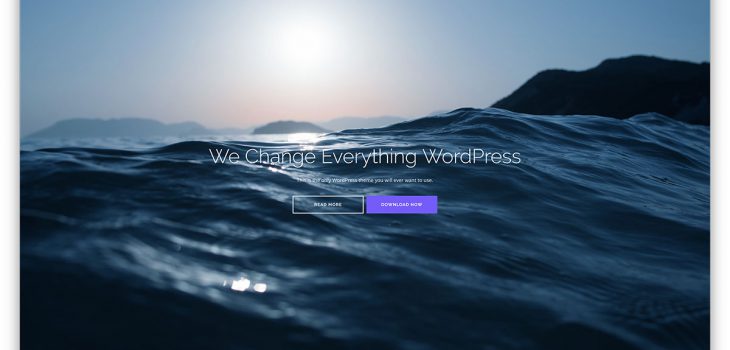 We Change Everything WordPress
This is the only WordPress theme you will ever want to use.
READ MORE DOWNLOAD NOW